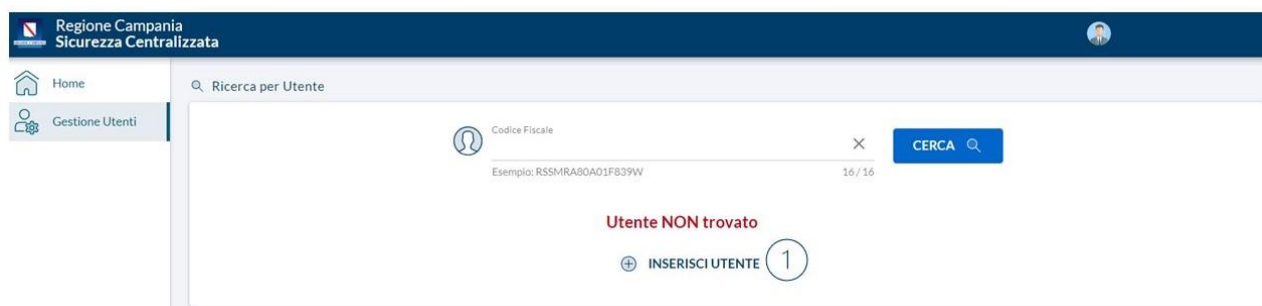 Regione Campania
Sicurezza Centralizzata
Home
Gestione Utenti
Ricerca per Utente
Codice Fiscale
CERCA
Esempio: RSSMRA80A01F839W
16 / 16
Utente NON trovato
INSERISCI UTENTE 1